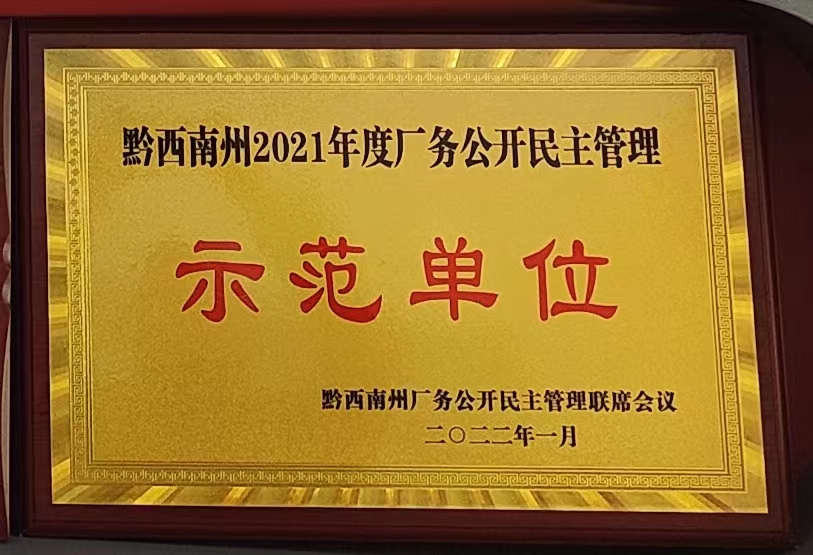 黔西南州2021年度厂务公开民主管理
示范单位
黔西南州厂务公开民主管理联席会议
二〇二二年一月